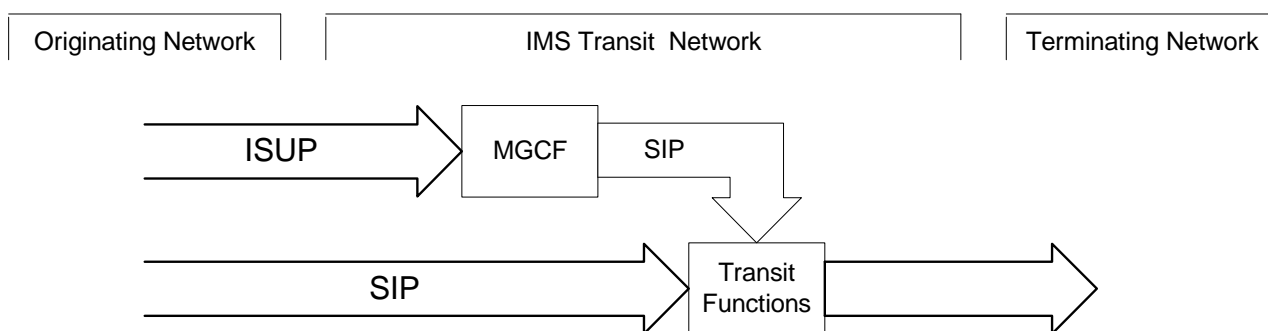 Originating Network
IMS Transit Network
Terminating Network
ISUP
MGCF
SIP
SIP
Transit
Functions